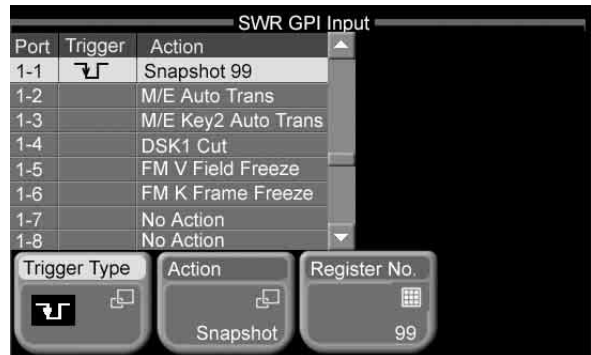 SWR GPI Input
Port Trigger Action
1-1 Snapshot 99
1-2 M/E Auto Trans
1-3 M/E Key2 Auto Trans
1-4 DSK1 Cut
1-5 FM V Field Freeze
1-6 FM K Frame Freeze
1-7 No Action
1-8 No Action
Trigger Type Action Register No.
Snapshot 99